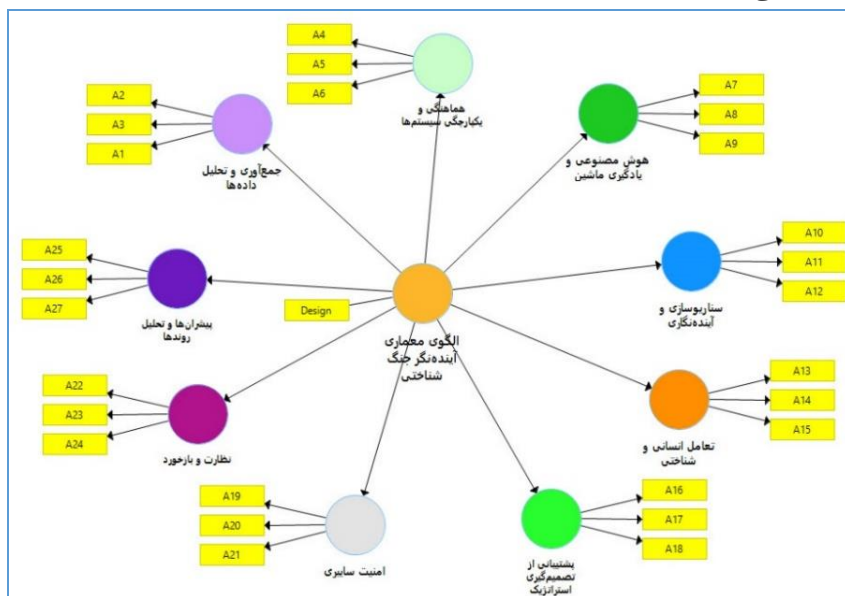 A4
A5
A6
هماهنگی و
یکپارچگی سیستم‌ها
A7
A8
A9
هوش مصنوعی و
یادگیری ماشین
A2
A3
A1
جمع‌آوری و تحلیل
داده‌ها
A10
A11
A12
سناریوسازی و
آینده‌نگاری
A25
A26
A27
پیشران‌ها و تحلیل
روندها
Design
الگوی معماری
آینده‌نگر جنگ
شناختی
A13
A14
A15
تعامل انسانی و
شناختی
A22
A23
A24
نظارت و بازخورد
A16
A17
A18
پشتیبانی از
تصمیم‌گیری
استراتژیک
A19
A20
A21
امنیت سایبری